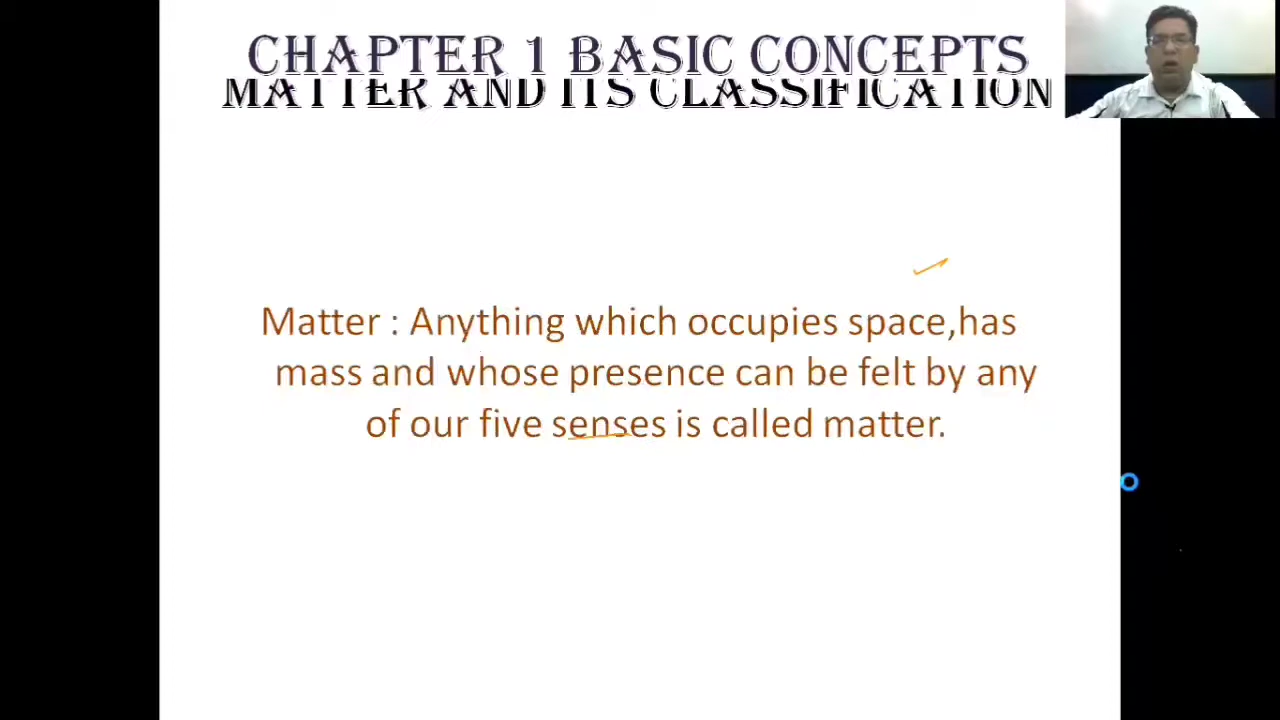 CHAPTER 1 BASIC CONCEPTS
MATTER AND ITS CLASSIFICATION
Matter : Anything which occupies space,has
mass and whose presence can be felt by any
of our five senses is called matter.